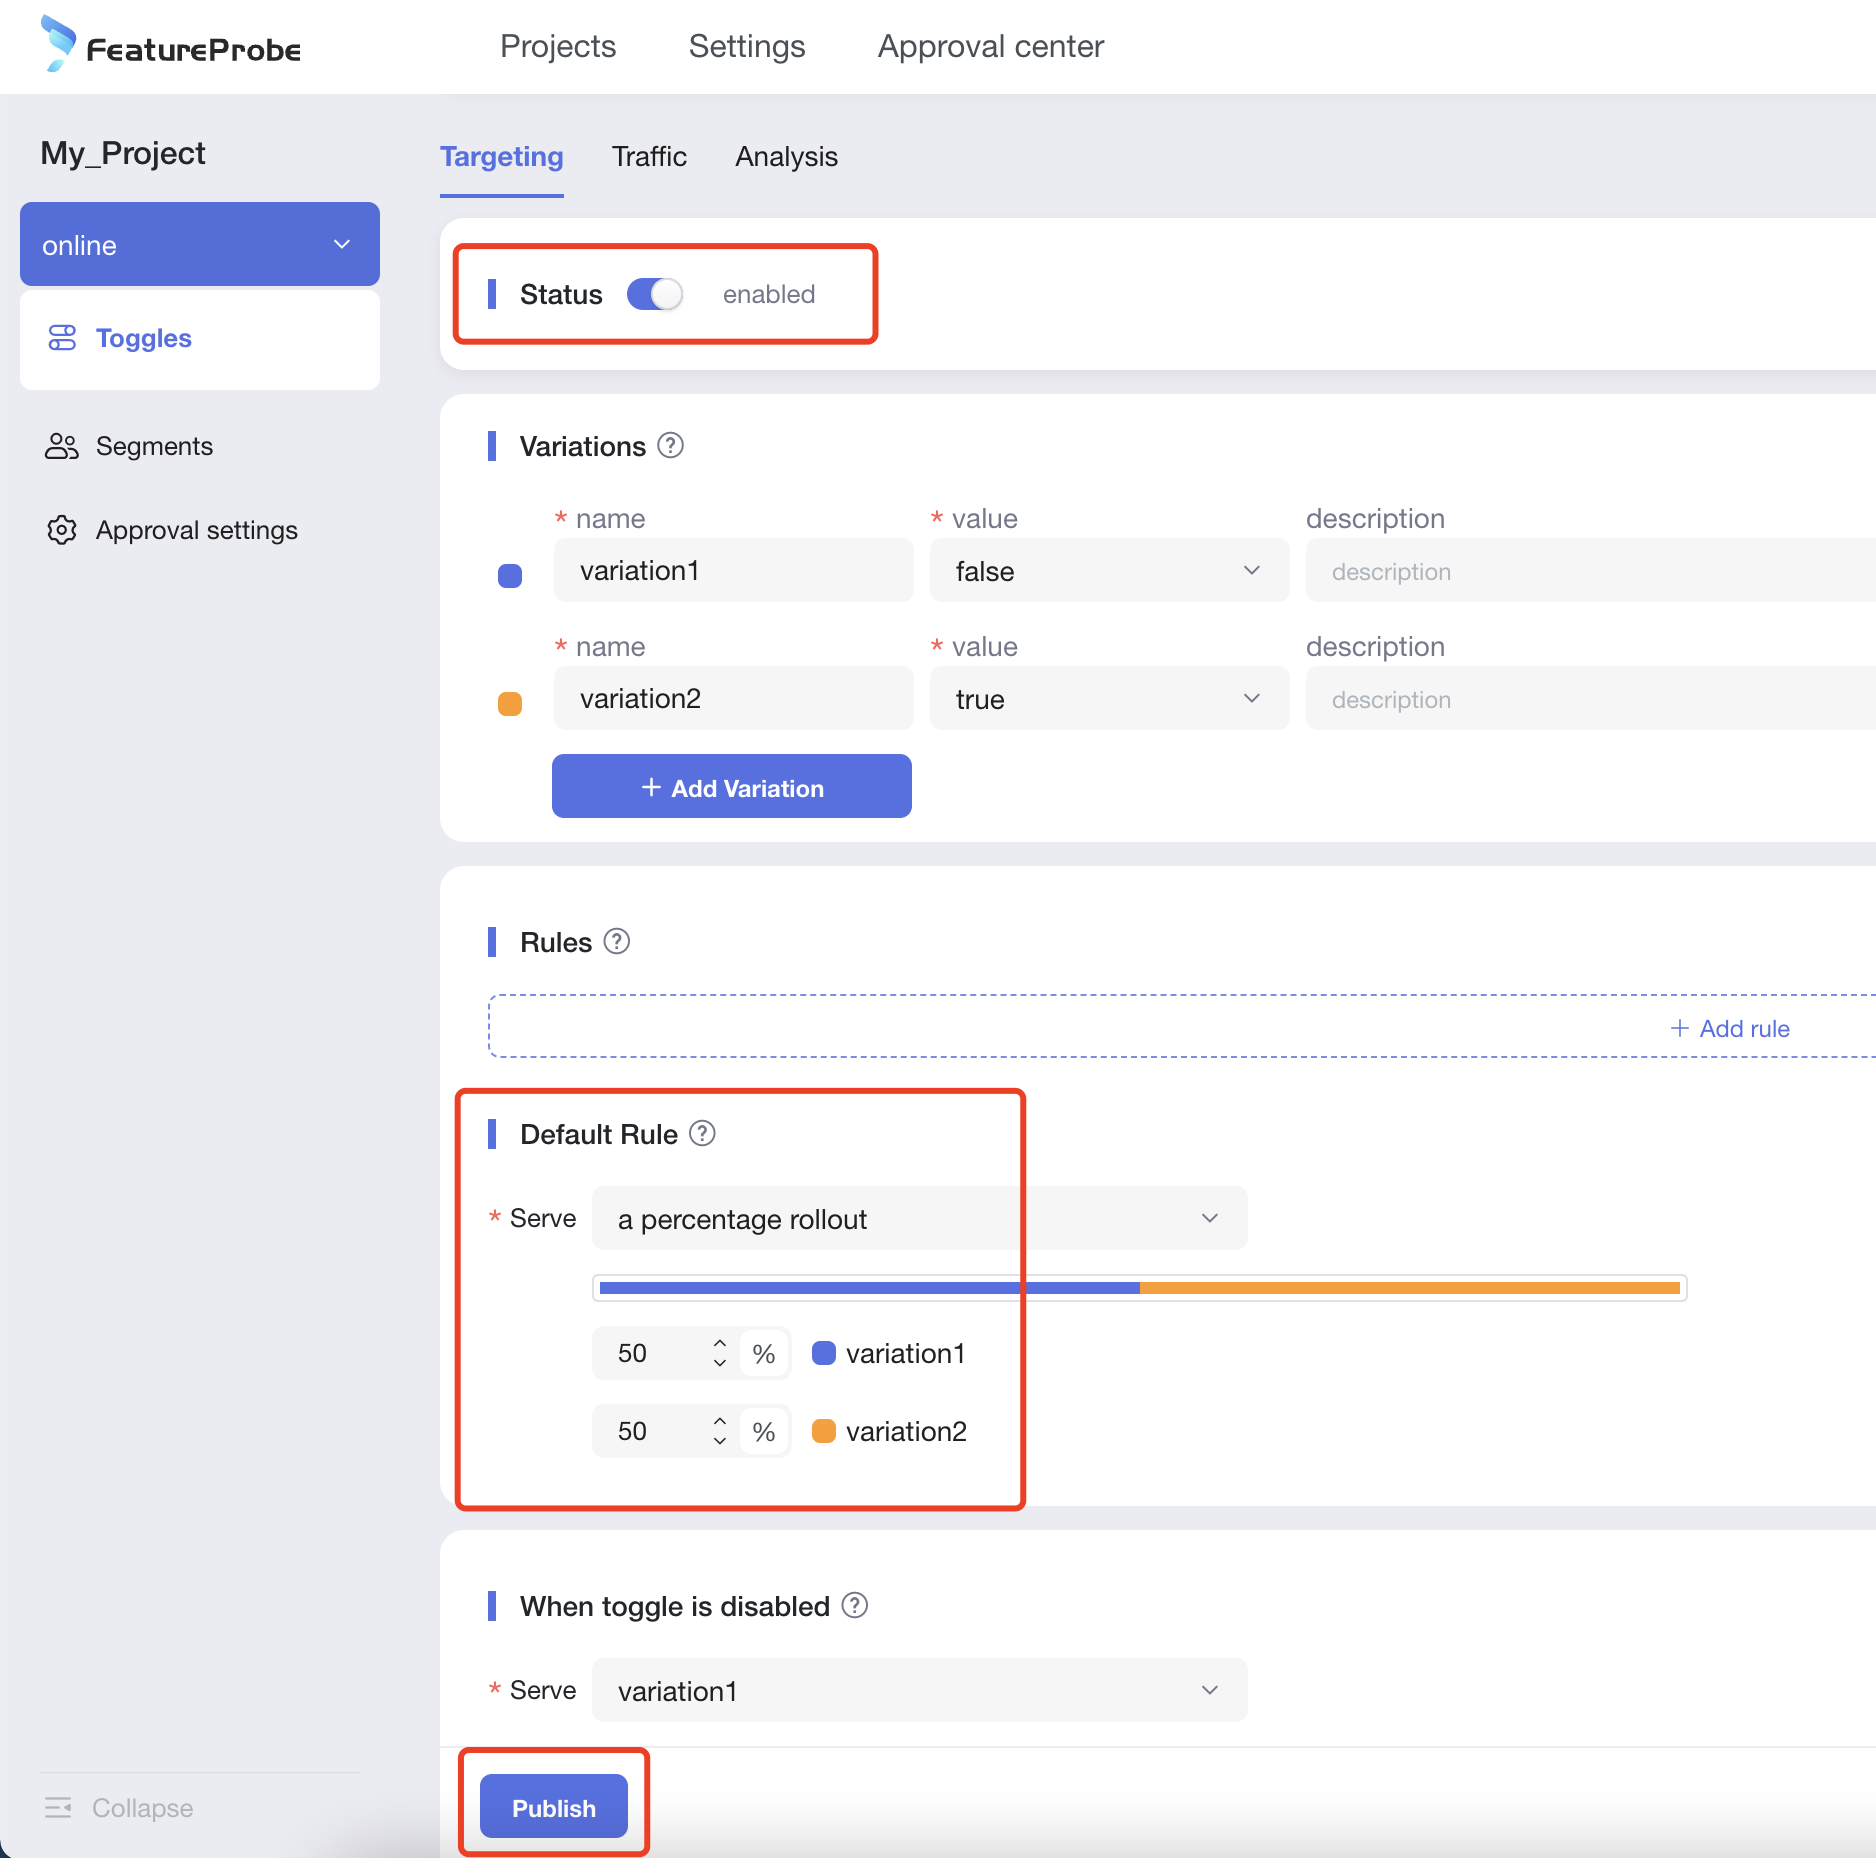 FeatureProbe
Projects
Settings
Approval center
My_Project
online
Toggles
Segments
Approval settings
Collapse
Targeting
Traffic
Analysis
Status
enabled
Variations ?
* name
* value
description
variation1
false
description
* name
* value
description
variation2
true
description
+ Add Variation
Rules ?
+ Add rule
Default Rule ?
* Serve
a percentage rollout
50
%
variation1
50
%
variation2
When toggle is disabled ?
* Serve
variation1
Publish